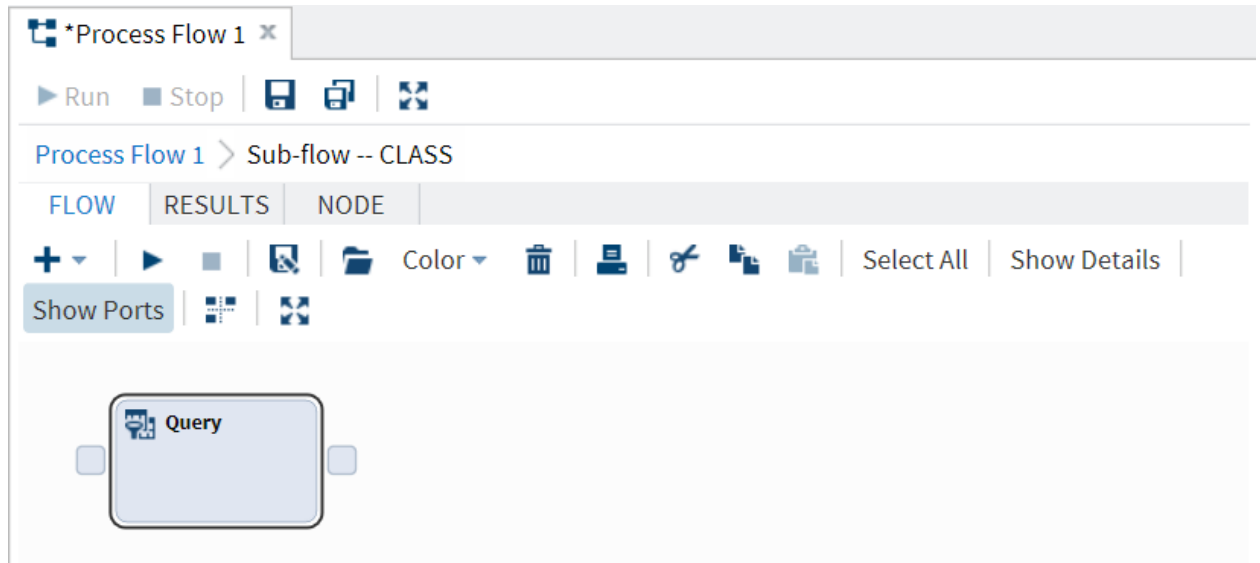 *Process Flow 1
Run Stop
Process Flow 1 > Sub-flow -- CLASS
FLOW RESULTS NODE
Color Select All Show Details
Show Ports
Query